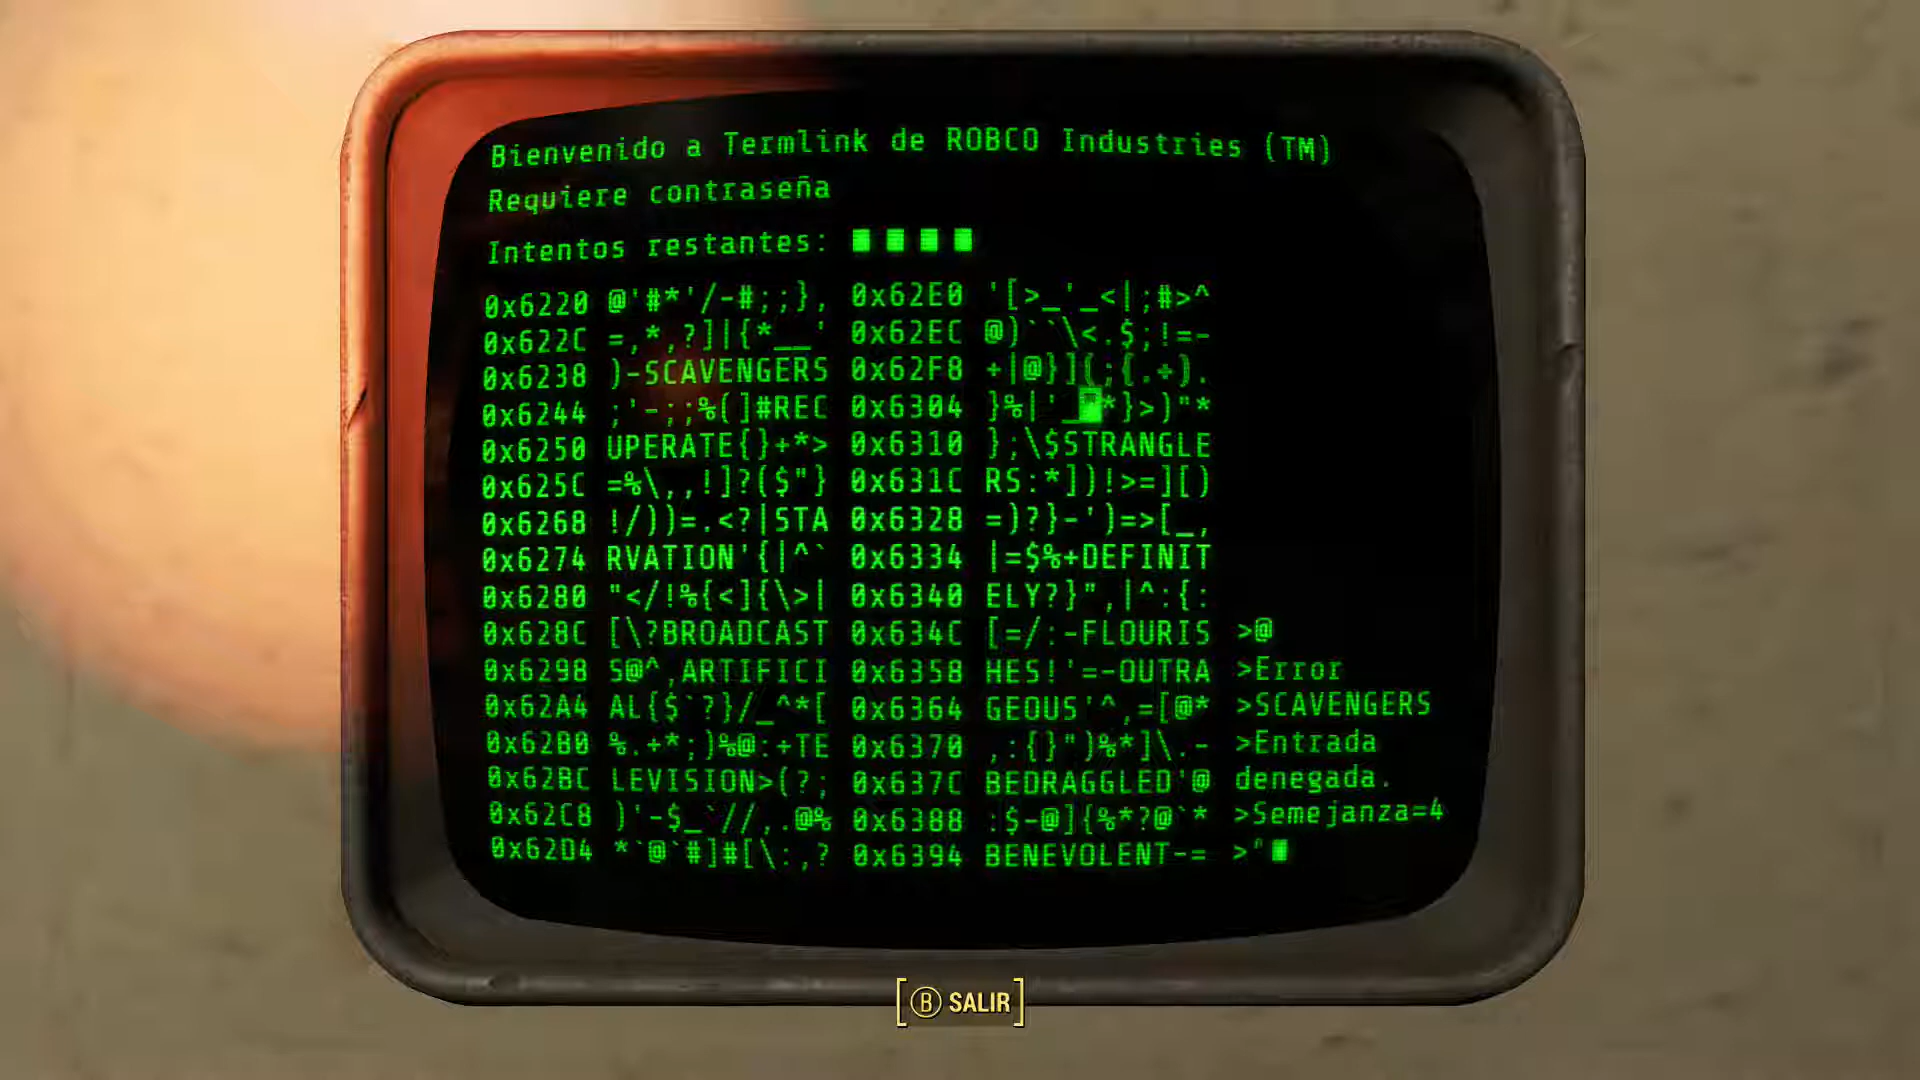 Bienvenido a Termlink de ROBCO Industries (TM)
Requiere contraseña
Intentos restantes:
0x6220 @'#*'/-#;;},
0x622C =,*,?]|{*__'
0x6238 )-SCAVENGERS
0x6244 ;'-;;%(]#REC
0x6250 UPERATE{}+*>
0x625C =%\,,!]?($"}
0x6268 !/))=.<?|STA
0x6274 RVATION'{|^`
0x6280 "</!%{<]{\>|
0x628C [\?BROADCAST
0x6298 S@^,ARTIFICI
0x62A4 AL{$`?}/_^*[
0x62B0 %.+*;)%@:+TE
0x62BC LEVISION>(?;
0x62C8 )'-$_`//,.@%
0x62D4 *`@`#]#[\:,?
0x62E0 '[>_'_<|;#>^
0x62EC @)``\<.$;!=-
0x62F8 +|@}](;{.+).
0x6304 }%|'_"*}>)"*
0x6310 };\$STRANGLE
0x631C RS:*])!>=][)
0x6328 =)?}-')=>[_,
0x6334 |=$%+DEFINIT
0x6340 ELY?}",|^:{:
0x634C [=/:-FLOURIS
0x6358 HES!'=-OUTRA
0x6364 GEOUS'^,=[@*
0x6370 ,:{}")%*]\.-
0x637C BEDRAGGLED'@
0x6388 :$-@]{%*?@`*
0x6394 BENEVOLENT-=
>@
>Error
>SCAVENGERS
>Entrada
denegada.
>Semejanza=4
>"
[B SALIR]